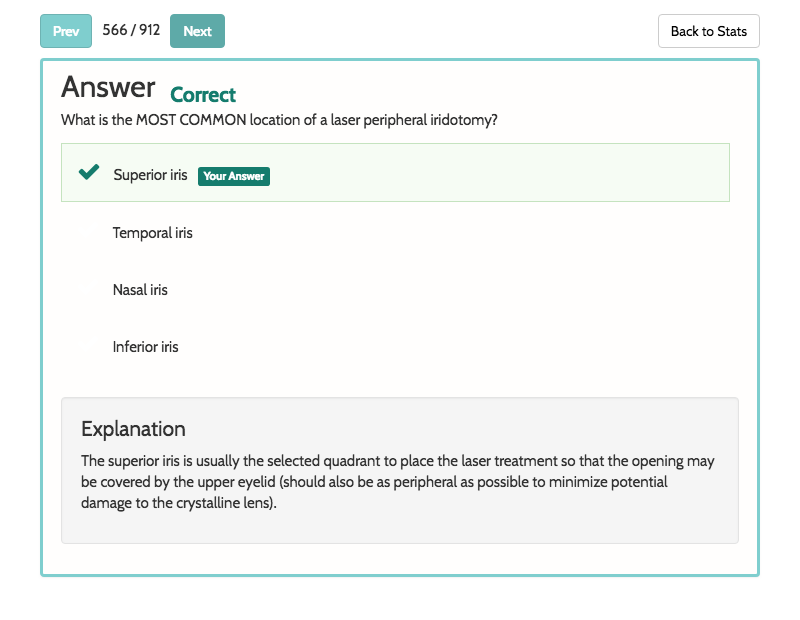 Prev 566 / 912 Next Back to Stats
Answer Correct
What is the MOST COMMON location of a laser peripheral iridotomy?
Superior iris Your Answer
Temporal iris
Nasal iris
Inferior iris
Explanation
The superior iris is usually the selected quadrant to place the laser treatment so that the opening may
be covered by the upper eyelid (should also be as peripheral as possible to minimize potential
damage to the crystalline lens).